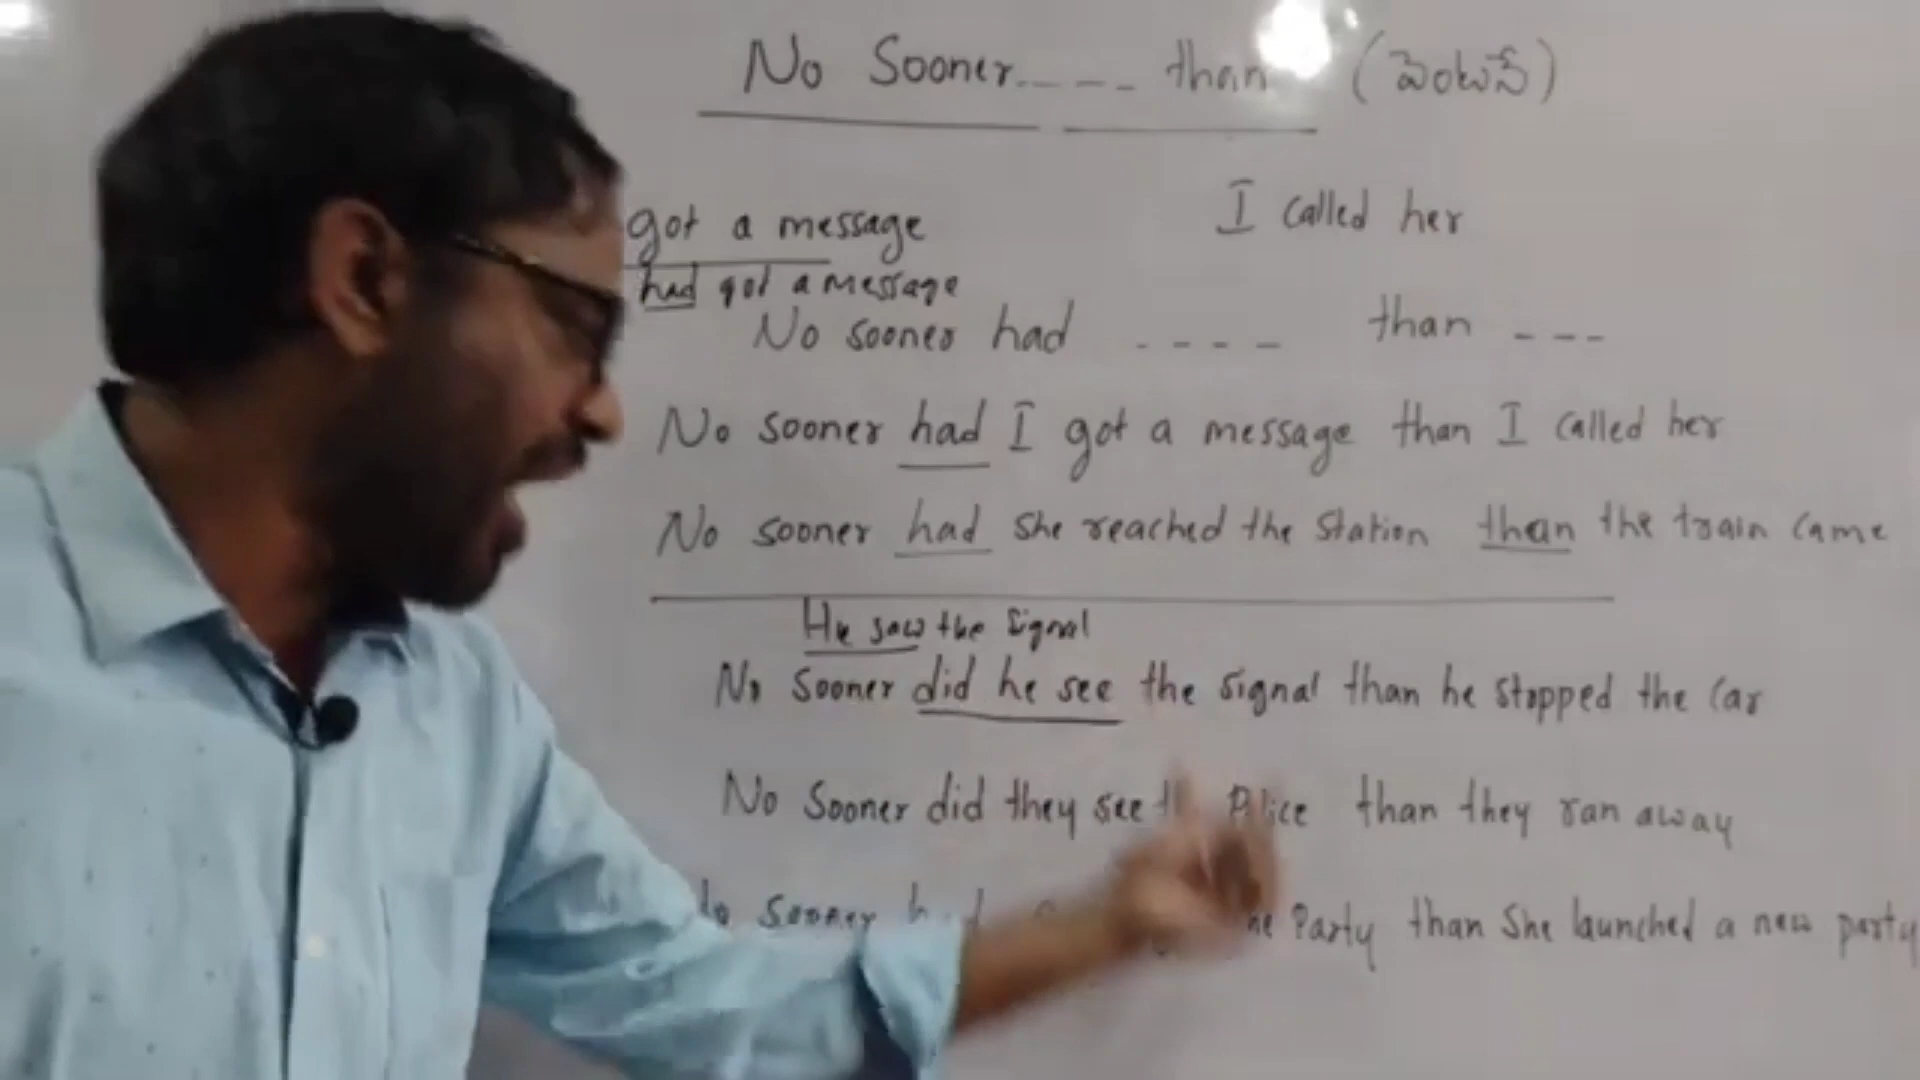 No Sooner.---- than (వెంటనే)
got a message I called her
had got a message
No sooner had ---- than ---
No sooner had I got a message than I called her
No sooner had she reached the station than the train came
He saw the signal
No sooner did he see the signal than he stopped the car
No sooner did they see Police than they ran away
sooner Party than she launched a new party